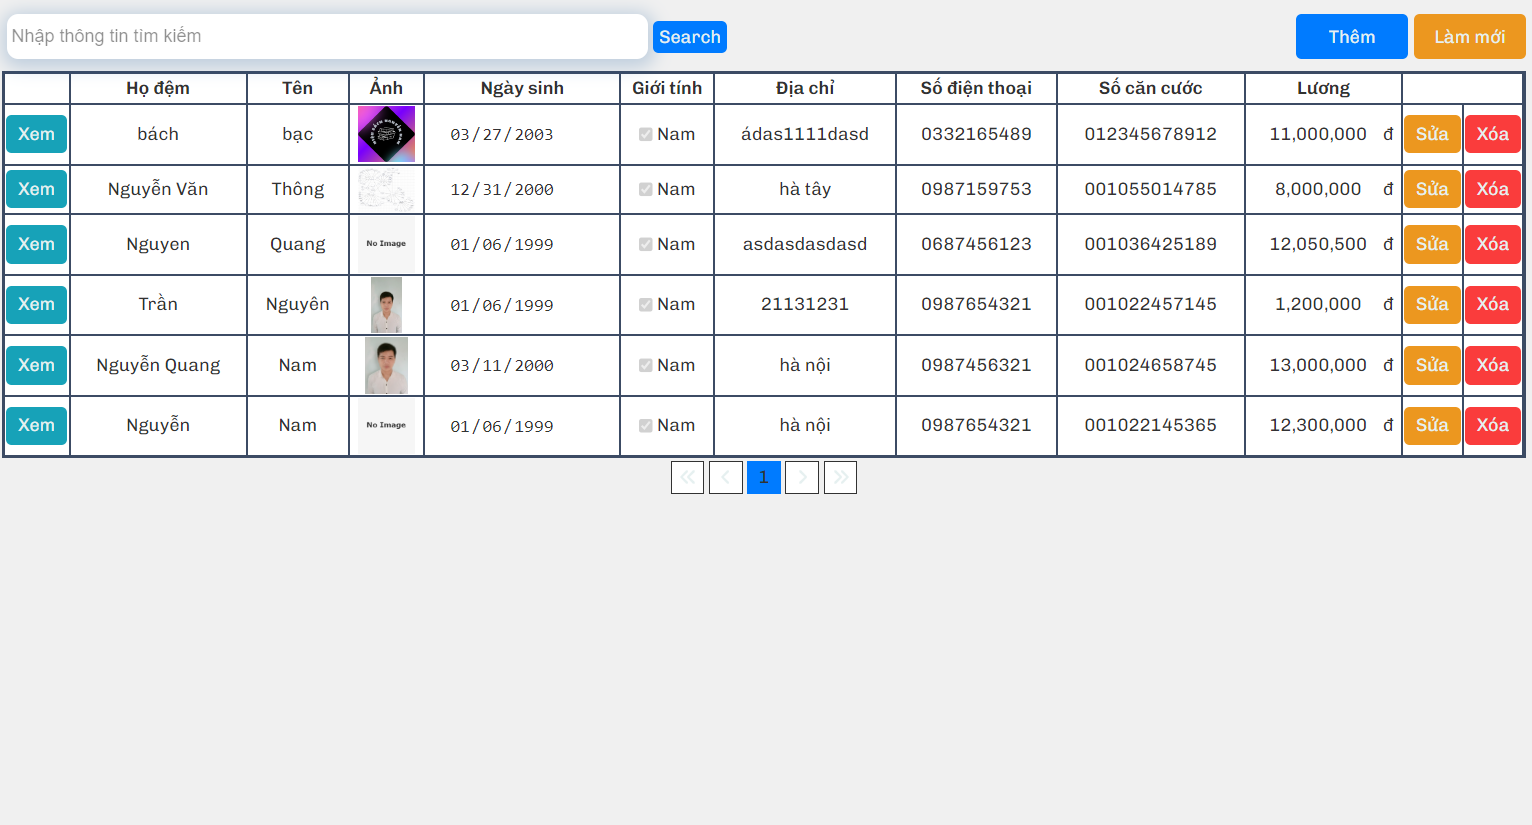 Nhập thông tin tìm kiếm Search Thêm Làm mới
Họ đệm Tên Ảnh Ngày sinh Giới tính Địa chỉ Số điện thoại Số căn cước Lương
Xem bách bạc 03/27/2003 Nam ádas1111dasd 0332165489 012345678912 11,000,000 đ Sửa Xóa
Xem Nguyễn Văn Thông 12/31/2000 Nam hà tây 0987159753 001055014785 8,000,000 đ Sửa Xóa
Xem Nguyen Quang No Image 01/06/1999 Nam asdasdasdasd 0687456123 001036425189 12,050,500 đ Sửa Xóa
Xem Trần Nguyên 01/06/1999 Nam 21131231 0987654321 001022457145 1,200,000 đ Sửa Xóa
Xem Nguyễn Quang Nam 03/11/2000 Nam hà nội 0987456321 001024658745 13,000,000 đ Sửa Xóa
Xem Nguyễn Nam No Image 01/06/1999 Nam hà nội 0987654321 001022145365 12,300,000 đ Sửa Xóa
1